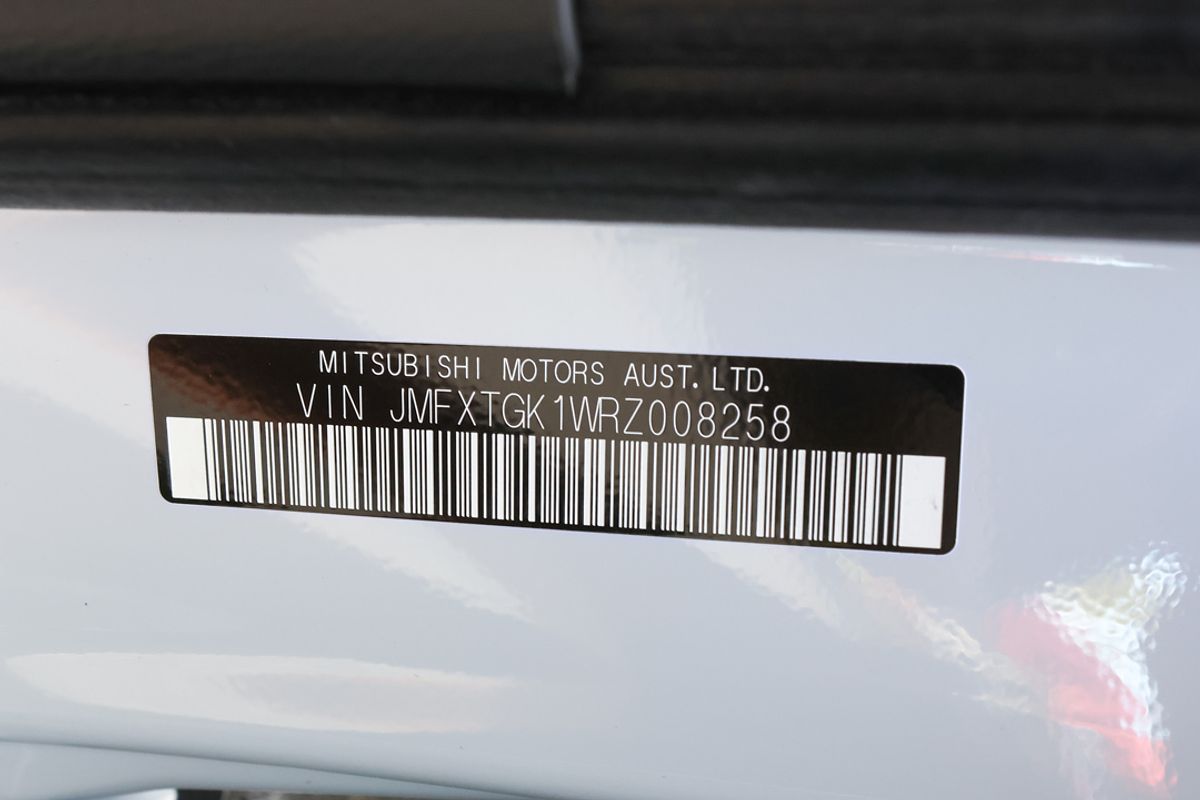 MITSUBISHI MOTORS AUST. LTD.
VIN JMFXTGK1WRZ008258